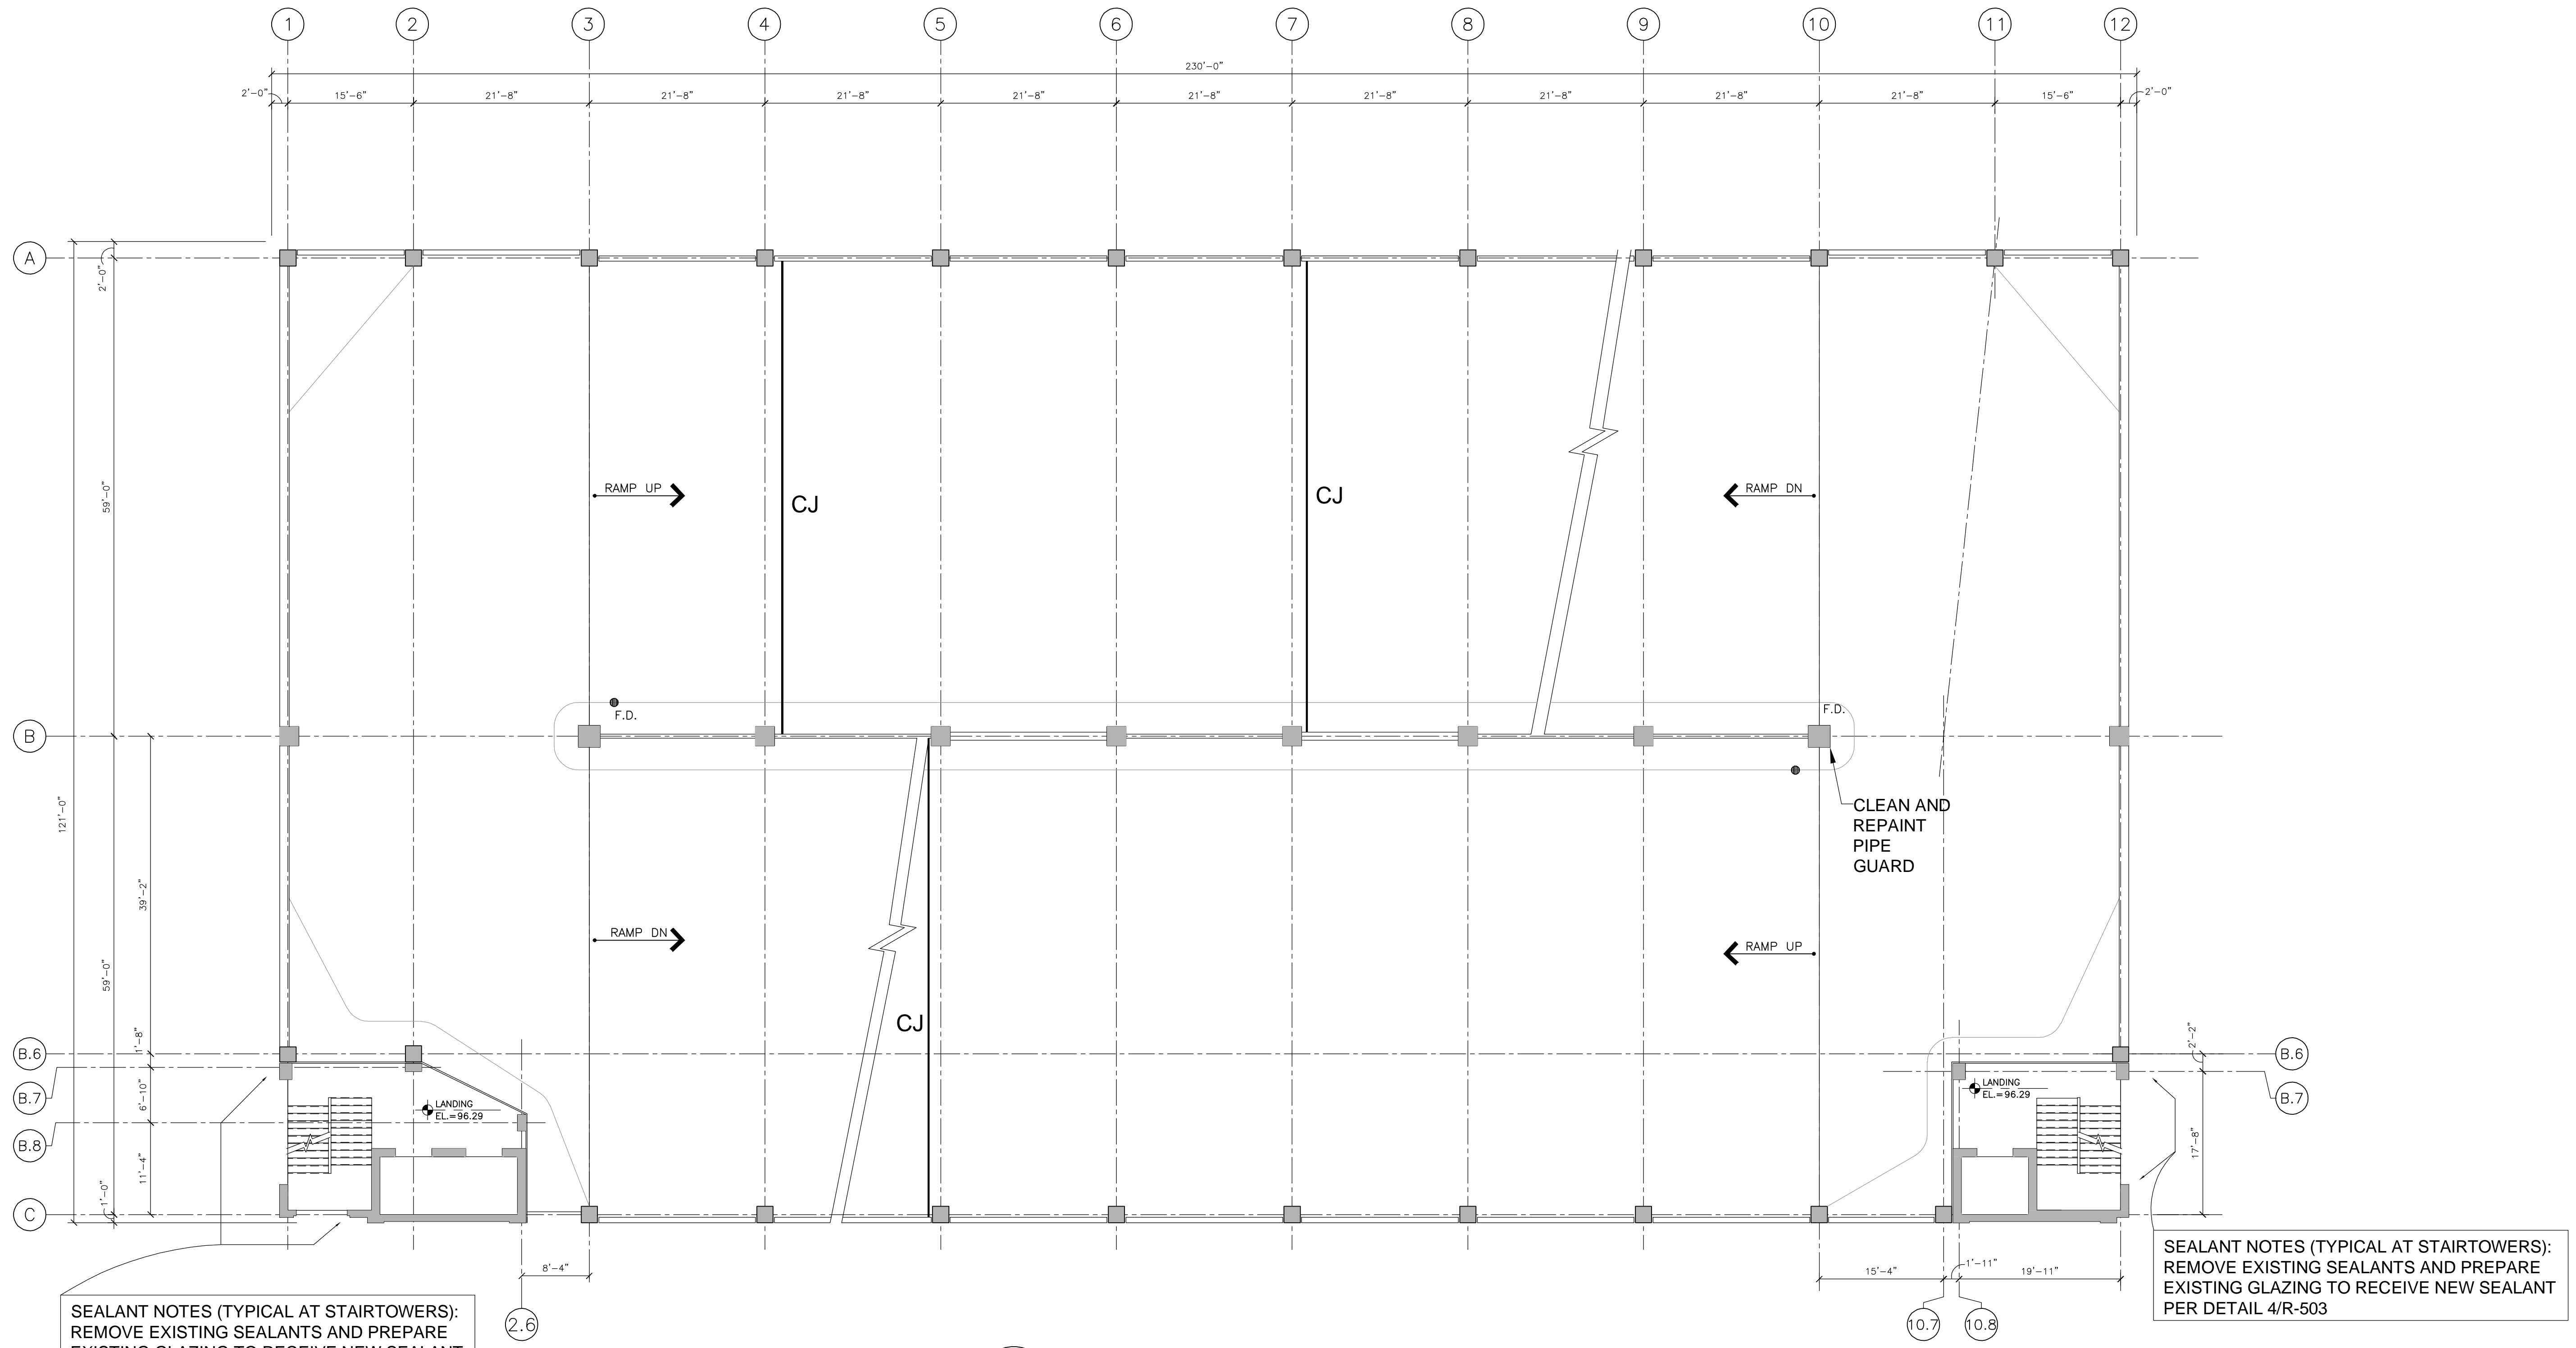 1 2 3 4 5 6 7 8 9 10 11 12
230'-0"
2'-0" 15'-6" 21'-8" 21'-8" 21'-8" 21'-8" 21'-8" 21'-8" 21'-8" 21'-8" 21'-8" 15'-6" 2'-0"
A
2'-0"
59'-0"
RAMP UP
CJ
CJ
RAMP DN
F.D.
F.D.
B
121'-0"
CLEAN AND
REPAINT
PIPE
GUARD
39'-2"
59'-0"
RAMP DN
RAMP UP
CJ
1'-8"
2'-2"
B.6
B.6
B.7
6'-10"
LANDING
EL.=96.29
LANDING
EL.=96.29
B.7
B.8
11'-4"
17'-8"
1'-0"
C
8'-4"
15'-4"
1'-11"
19'-11"
2.6
10.7
10.8
SEALANT NOTES (TYPICAL AT STAIRTOWERS):
REMOVE EXISTING SEALANTS AND PREPARE
EXISTING GLAZING TO RECEIVE NEW SEALANT
PER DETAIL 4/R-503
SEALANT NOTES (TYPICAL AT STAIRTOWERS):
REMOVE EXISTING SEALANTS AND PREPARE
EXISTING GLAZING TO RECEIVE NEW SEALANT